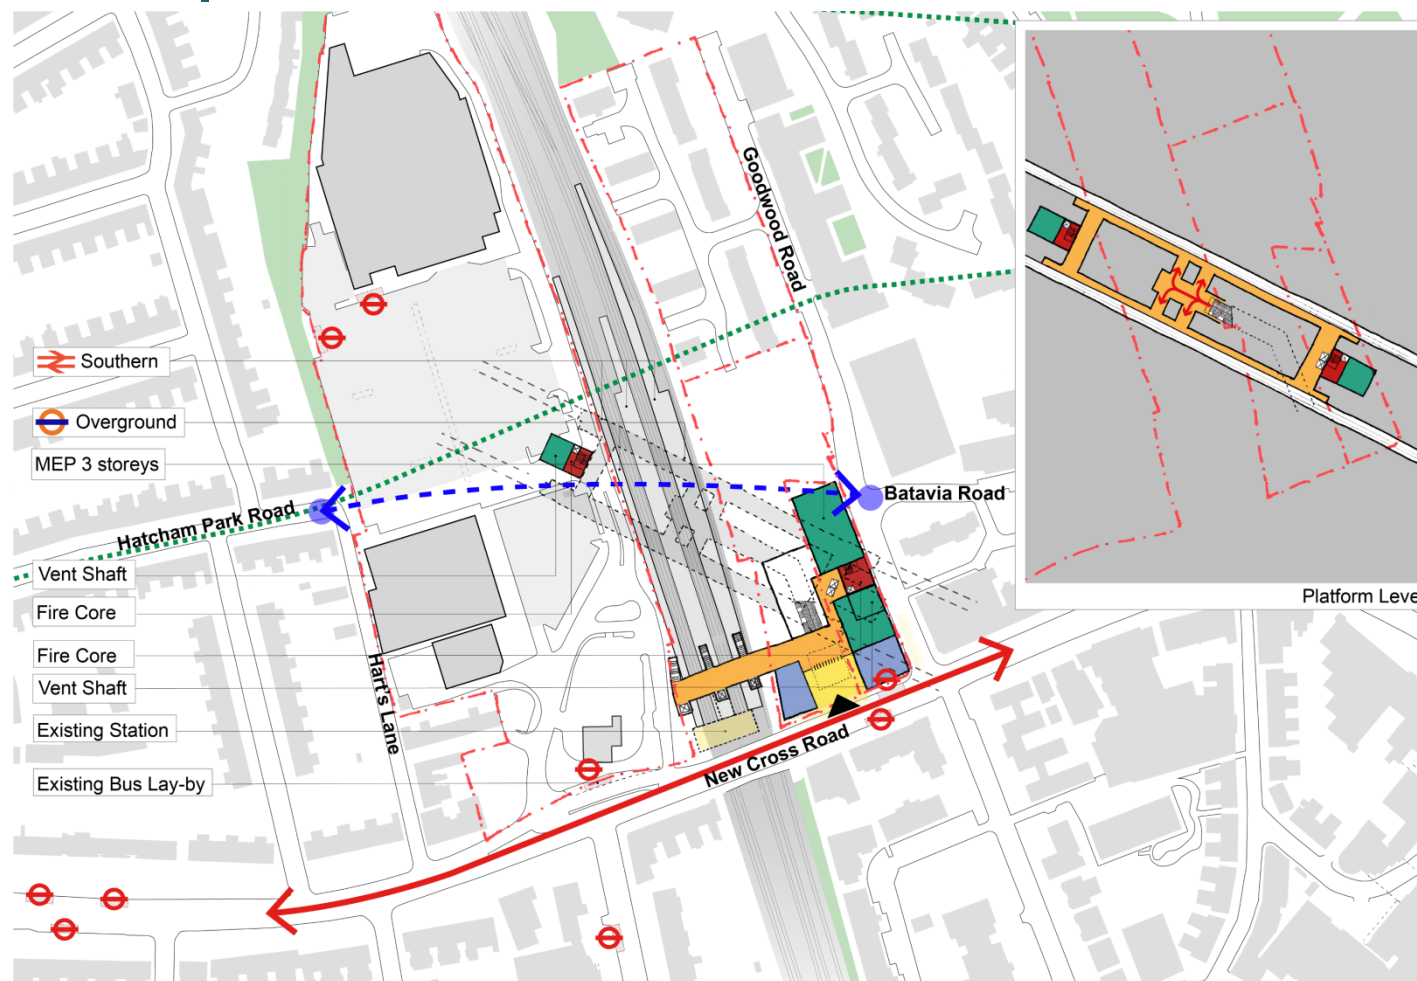 Goodwood Road
Southern
Overground
MEP 3 storeys
Batavia Road
Hatcham Park Road
Vent Shaft
Fire Core
Platform Leve
Fire Core
Hart's Lane
Vent Shaft
Existing Station
New Cross Road
Existing Bus Lay-by